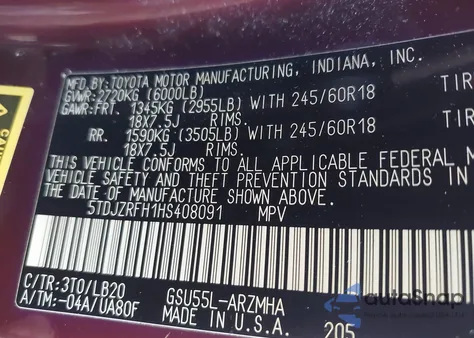 MFD.BY:TOYOTA MOTOR MANUFACTURING, INDIANA, INC.
GVWR: 2720KG (6000LB)
GAWR:FRT. 1345KG (2955LB) WITH 245/60R18 TIR
18X7.5J RIMS.
RR. 1590KG (3505LB) WITH 245/60R18 TIR
18X7.5J RIMS.
THIS VEHICLE CONFORMS TO ALL APPLICABLE FEDERAL M
VEHICLE SAFETY AND THEFT PREVENTION STANDARDS IN
THE DATE OF MANUFACTURE SHOWN ABOVE.
5TDJZRFH1HS408091 MPV
C/TR:3T0/LB20 GSU55L-ARZMHA
A/TM:-04A/UA80F MADE IN U.S.A. 205
autoShop
CAU